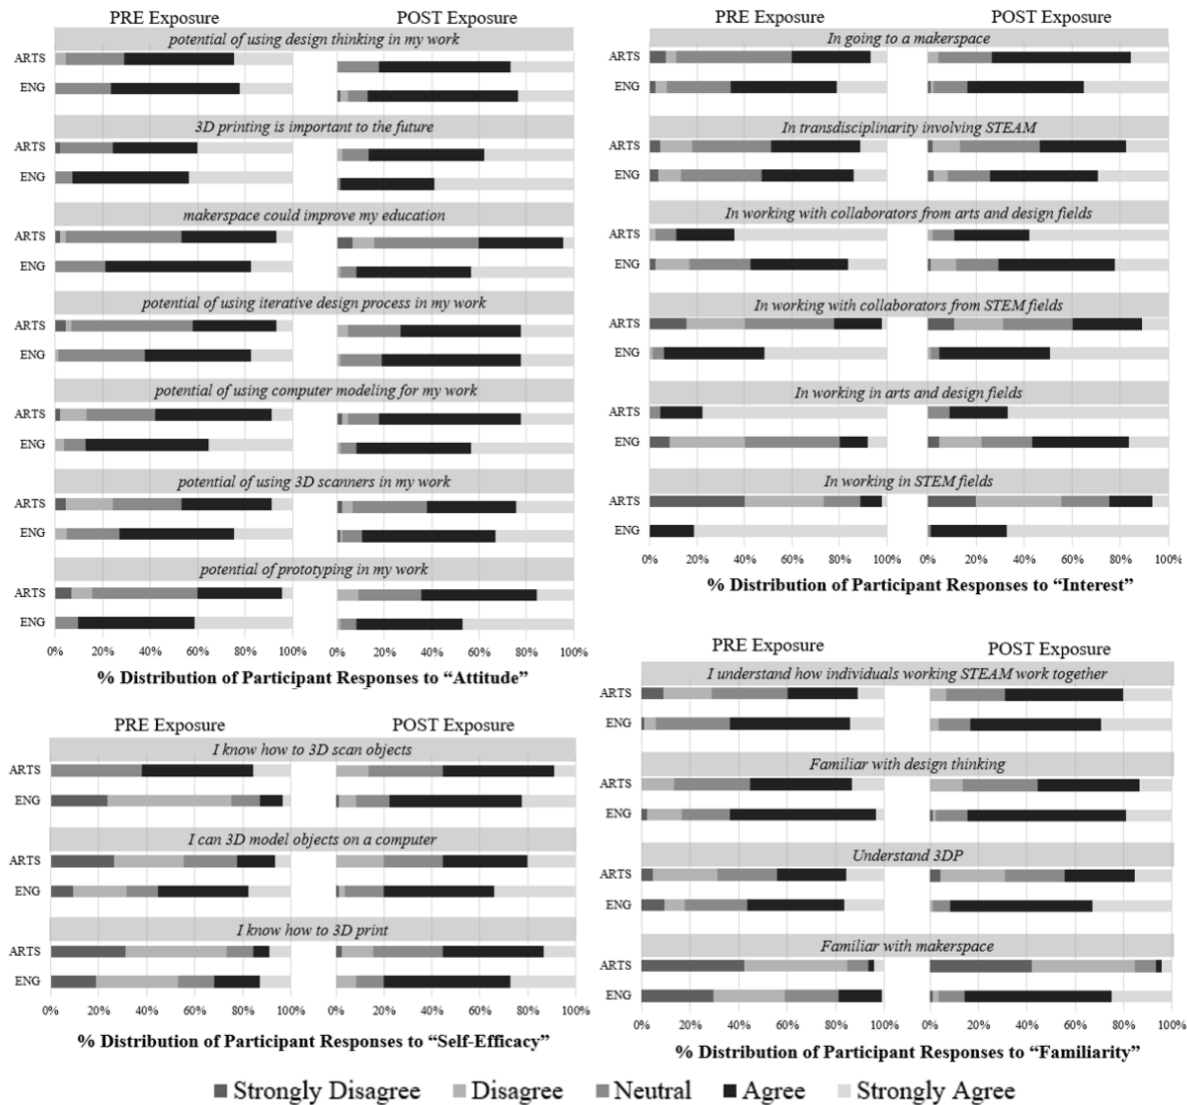 PRE Exposure POST Exposure
potential of using design thinking in my work
ARTS
ENG
3D printing is important to the future
ARTS
ENG
makerspace could improve my education
ARTS
ENG
potential of using iterative design process in my work
ARTS
ENG
potential of using computer modeling for my work
ARTS
ENG
potential of using 3D scanners in my work
ARTS
ENG
potential of prototyping in my work
ARTS
ENG
0% 20% 40% 60% 80% 100% 0% 20% 40% 60% 80% 100%
% Distribution of Participant Responses to “Attitude”
PRE Exposure POST Exposure
In going to a makerspace
ARTS
ENG
In transdisciplinarity involving STEAM
ARTS
ENG
In working with collaborators from arts and design fields
ARTS
ENG
In working with collaborators from STEM fields
ARTS
ENG
In working in arts and design fields
ARTS
ENG
In working in STEM fields
ARTS
ENG
0% 20% 40% 60% 80% 100% 0% 20% 40% 60% 80% 100%
% Distribution of Participant Responses to “Interest”
PRE Exposure POST Exposure
I know how to 3D scan objects
ARTS
ENG
I can 3D model objects on a computer
ARTS
ENG
I know how to 3D print
ARTS
ENG
0% 20% 40% 60% 80% 100% 0% 20% 40% 60% 80% 100%
% Distribution of Participant Responses to “Self-Efficacy”
PRE Exposure POST Exposure
I understand how individuals working STEAM work together
ARTS
ENG
Familiar with design thinking
ARTS
ENG
Understand 3DP
ARTS
ENG
Familiar with makerspace
ARTS
ENG
0% 20% 40% 60% 80% 100% 0% 20% 40% 60% 80% 100%
% Distribution of Participant Responses to “Familiarity”
Strongly Disagree Disagree Neutral Agree Strongly Agree